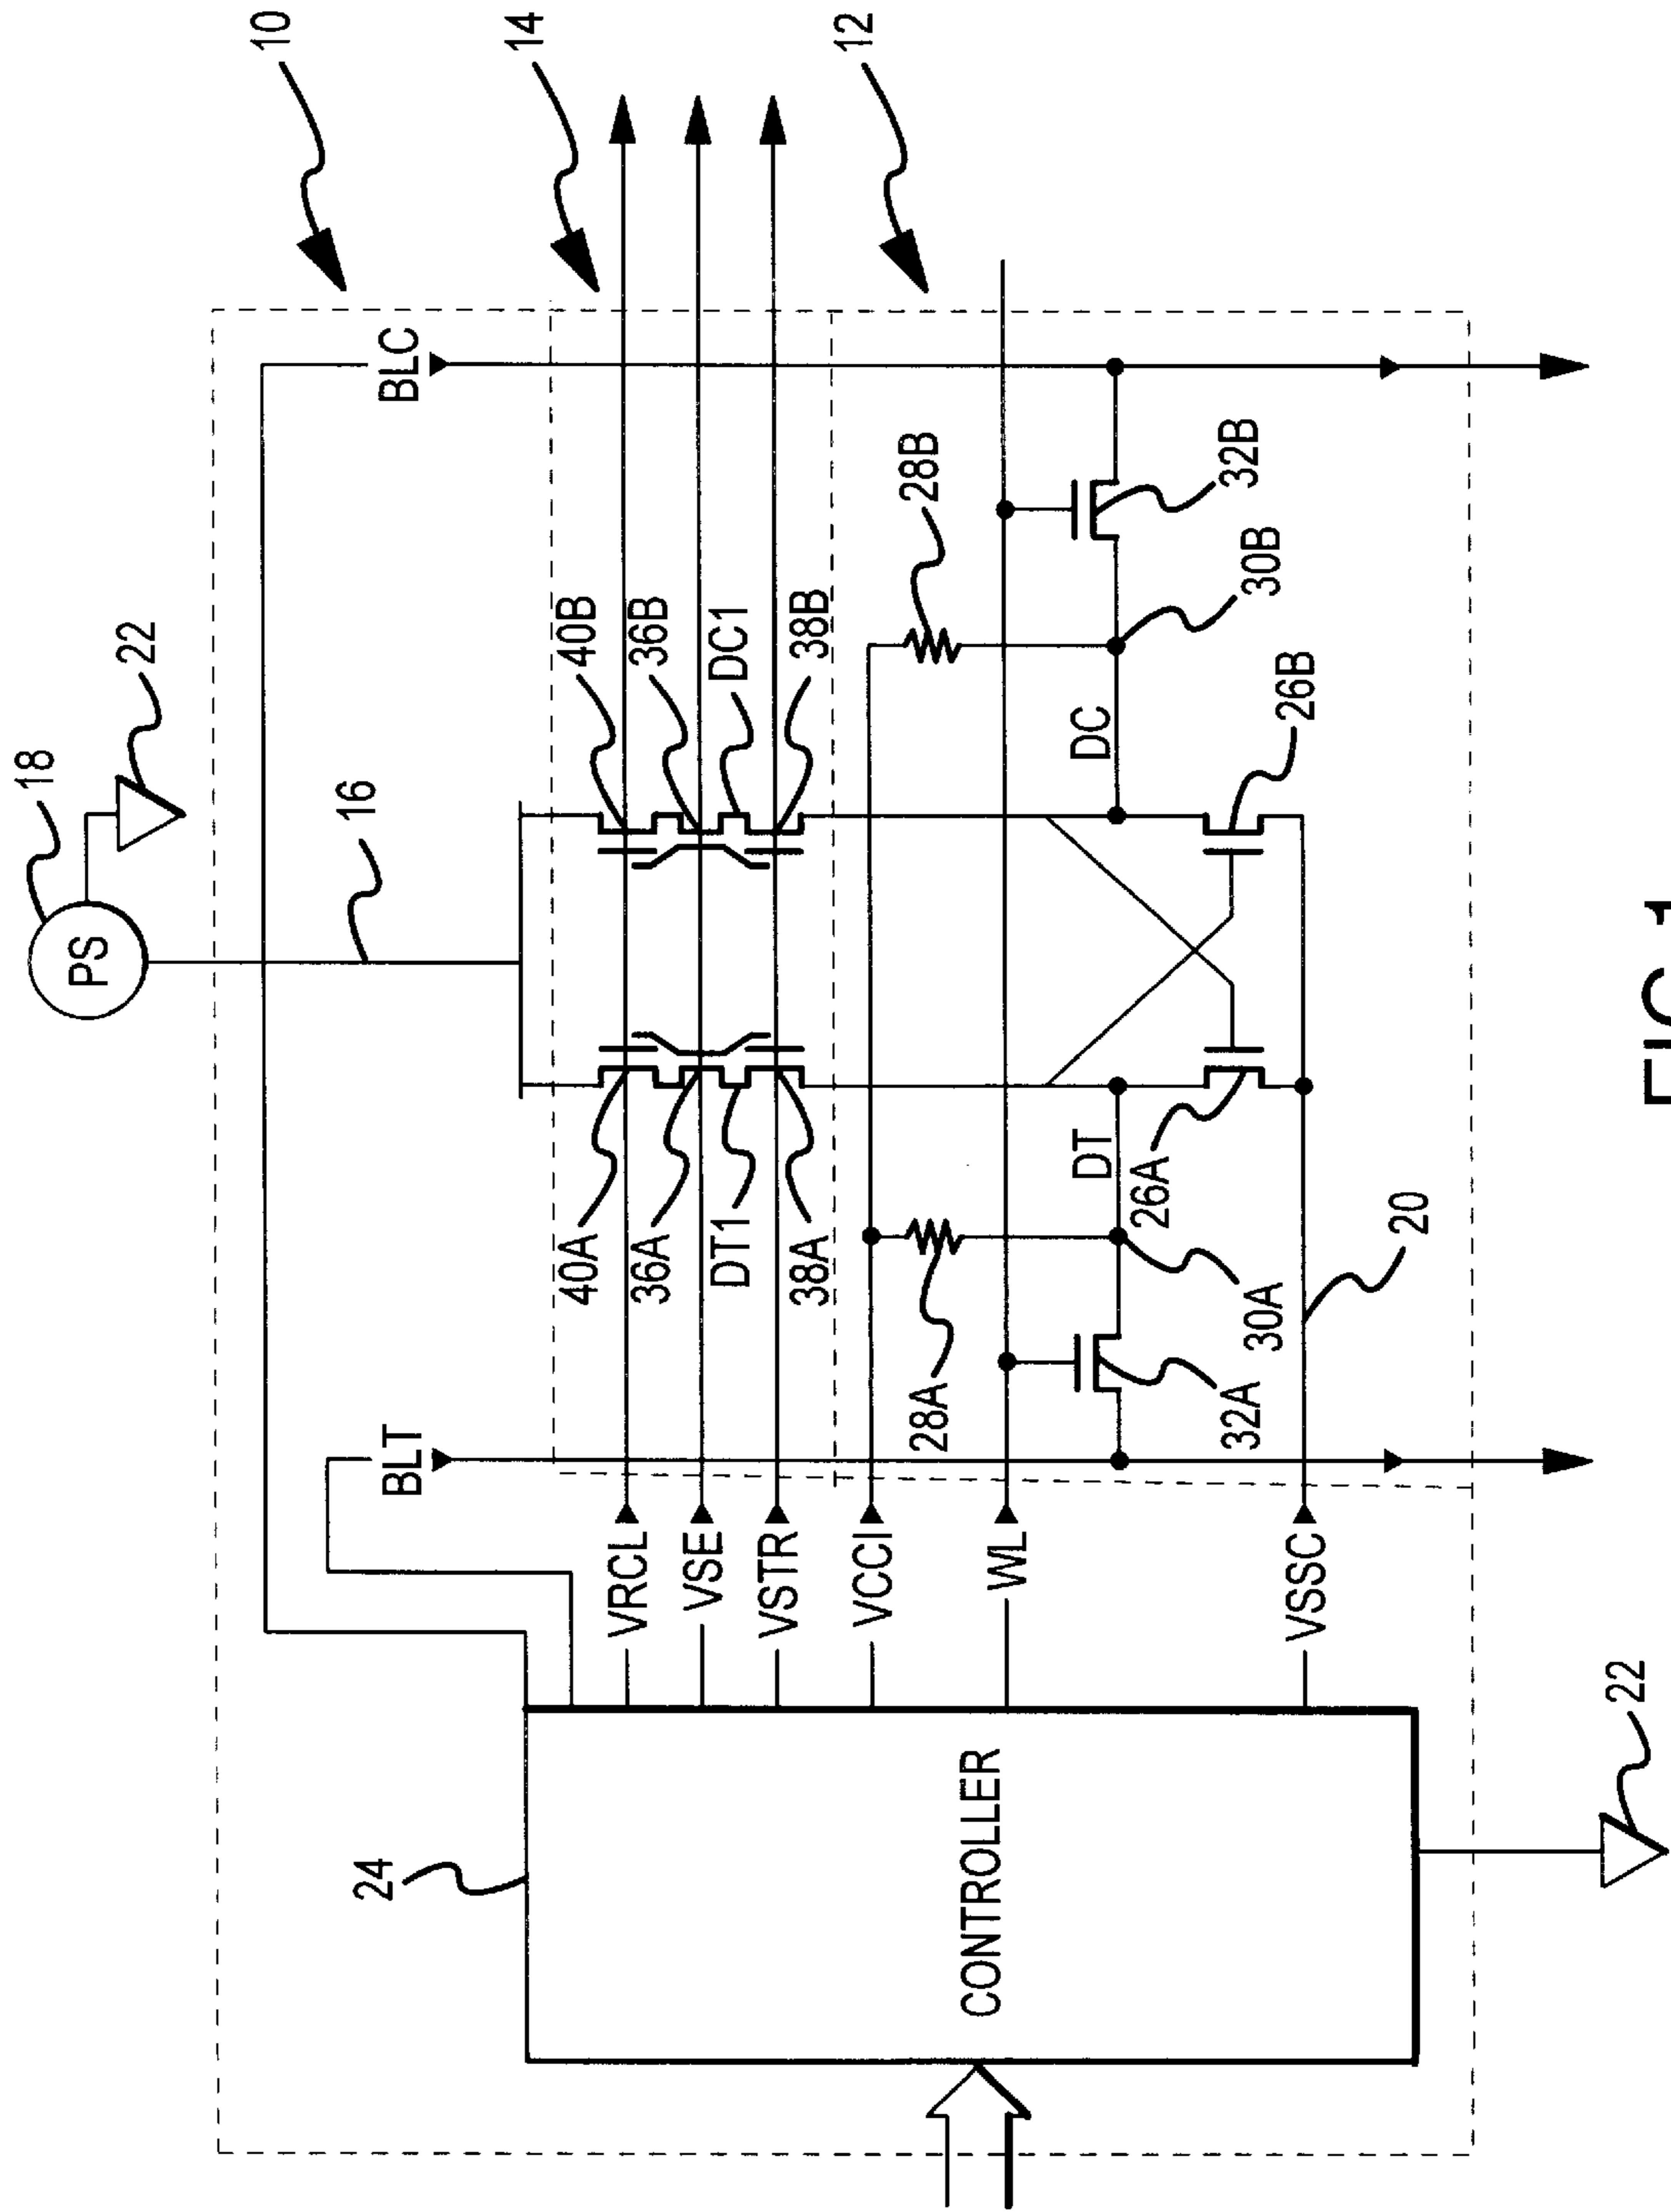 18
PS
22
16
10
14
12
24
CONTROLLER
22
BLT
BLC
VRCL
VSE
VSTR
VCCI
WL
VSSC
40A
36A
DT1
38A
40B
36B
DC1
38B
28A
28B
DT
DC
30A
30B
32A
32B
26A
26B
20